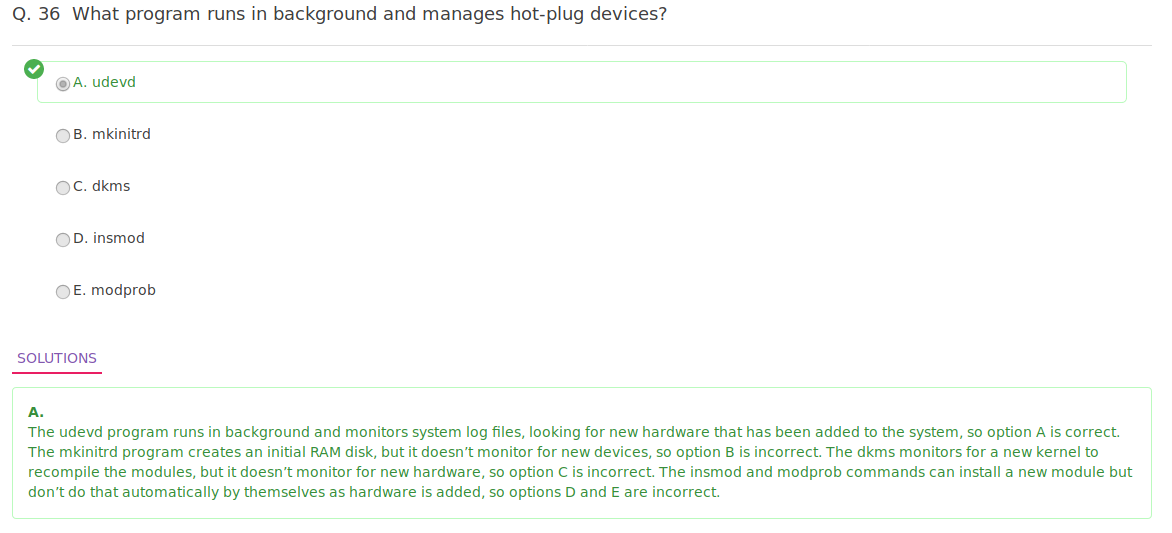 Q. 36 What program runs in background and manages hot-plug devices?
A. udevd
B. mkinitrd
C. dkms
D. insmod
E. modprob
SOLUTIONS
A.
The udevd program runs in background and monitors system log files, looking for new hardware that has been added to the system, so option A is correct.
The mkinitrd program creates an initial RAM disk, but it doesn’t monitor for new devices, so option B is incorrect. The dkms monitors for a new kernel to
recompile the modules, but it doesn’t monitor for new hardware, so option C is incorrect. The insmod and modprob commands can install a new module but
don’t do that automatically by themselves as hardware is added, so options D and E are incorrect.